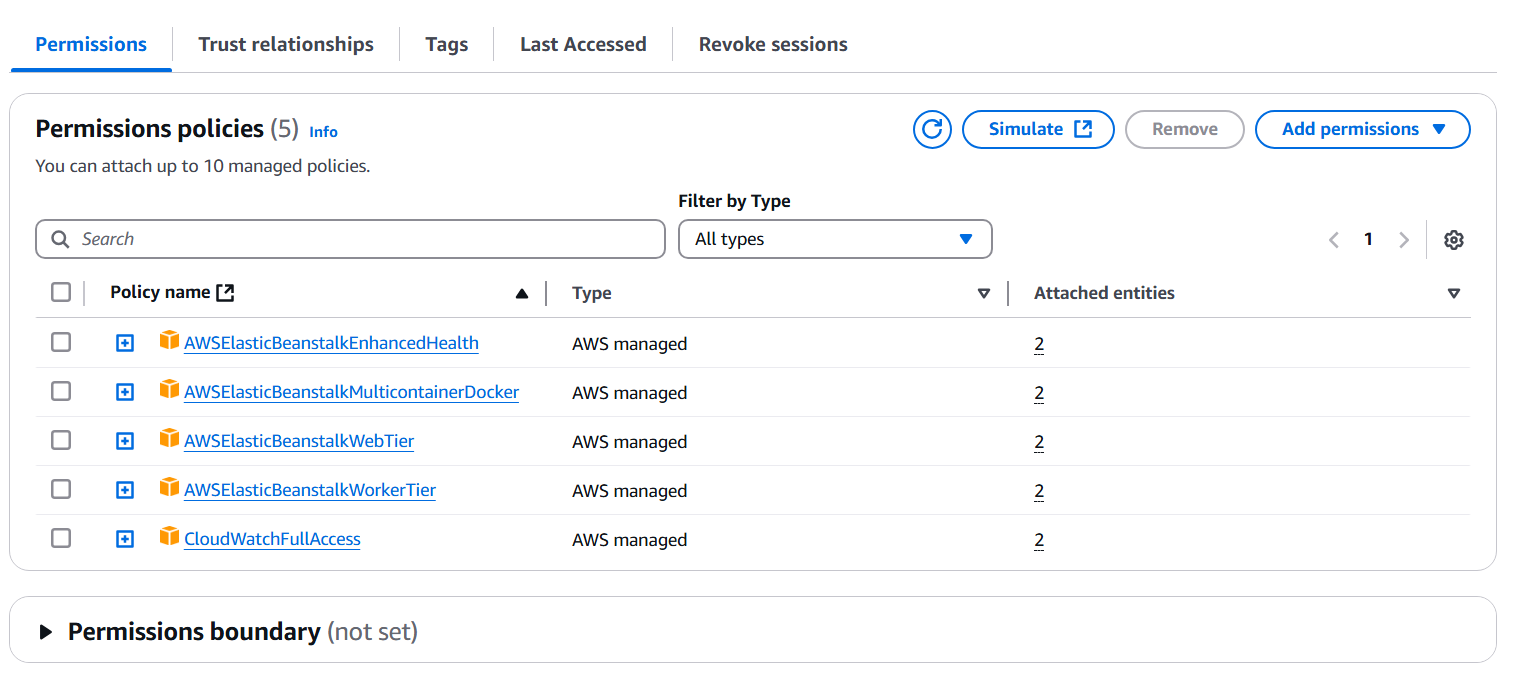 Permissions Trust relationships Tags Last Accessed Revoke sessions
Permissions policies (5) Info
Simulate Remove Add permissions
You can attach up to 10 managed policies.
Filter by Type
Search All types 1
Policy name Type Attached entities
AWSElasticBeanstalkEnhancedHealth AWS managed 2
AWSElasticBeanstalkMulticontainerDocker AWS managed 2
AWSElasticBeanstalkWebTier AWS managed 2
AWSElasticBeanstalkWorkerTier AWS managed 2
CloudWatchFullAccess AWS managed 2
Permissions boundary (not set)